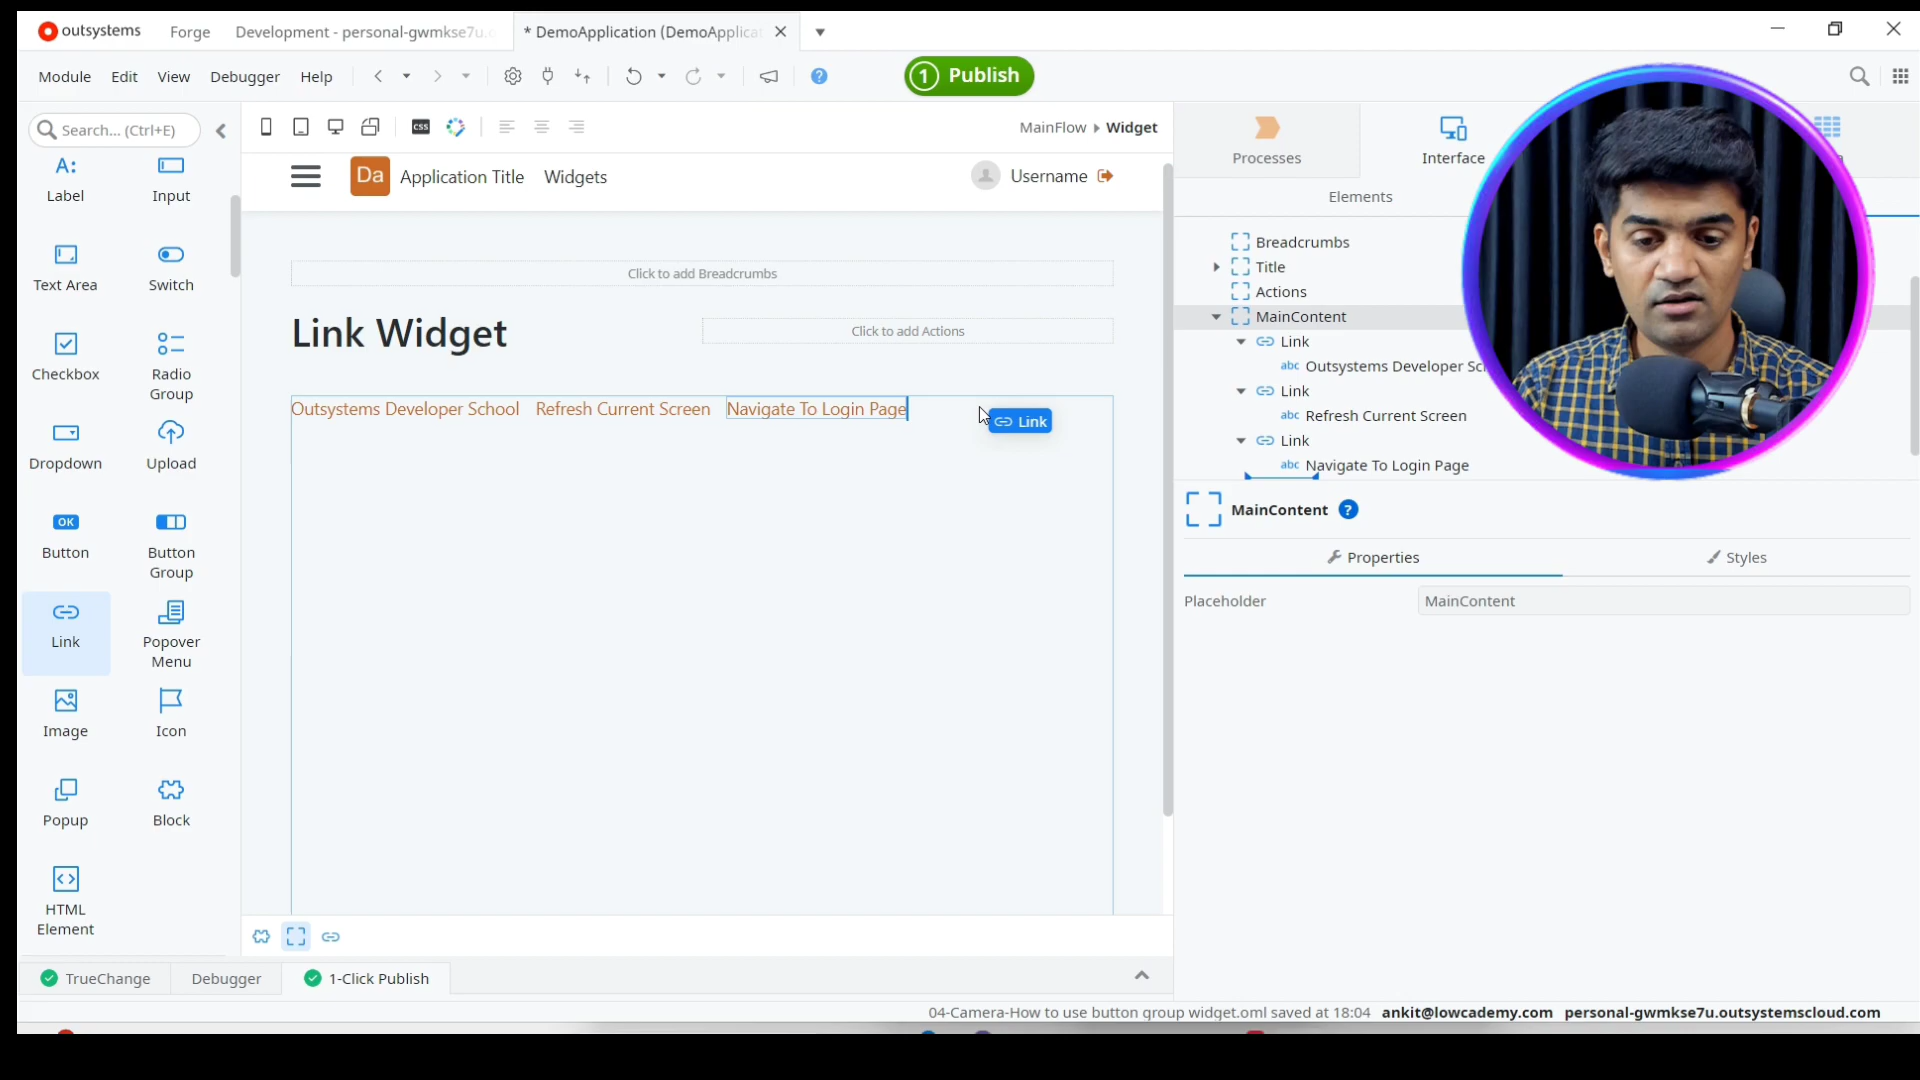 outsystems
Forge
Development - personal-gwmkse7u.o
* DemoApplication (DemoApplicat
Module
Edit
View
Debugger
Help
1 Publish
Search... (Ctrl+E)
Label
Input
Text Area
Switch
Checkbox
Radio
Group
Dropdown
Upload
OK
Button
Button
Group
Link
Popover
Menu
Image
Icon
Popup
Block
HTML
Element
CSS
MainFlow
Widget
Da
Application Title
Widgets
Username
Click to add Breadcrumbs
Link Widget
Click to add Actions
Outsystems Developer School
Refresh Current Screen
Navigate To Login Page
Link
Processes
Interface
Elements
Breadcrumbs
Title
Actions
MainContent
Link
abc Outsystems Developer Sc
Link
abc Refresh Current Screen
Link
abc Navigate To Login Page
MainContent
Properties
Styles
Placeholder
MainContent
TrueChange
Debugger
1-Click Publish
04-Camera-How to use button group widget.oml saved at 18:04
ankit@lowcademy.com
personal-gwmkse7u.outsystemscloud.com